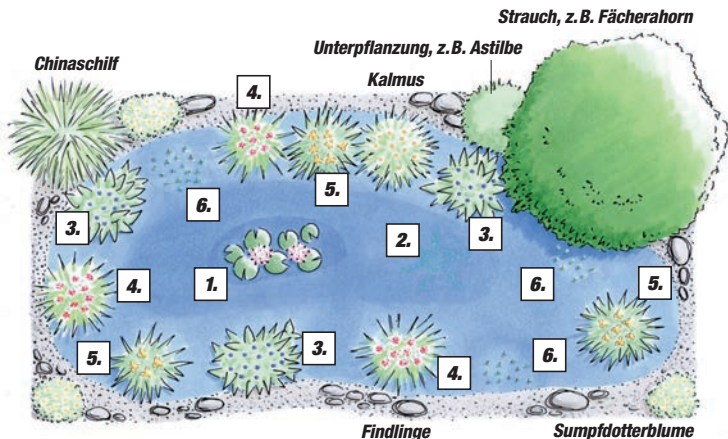 Strauch, z.B. Fächerahorn
Unterpflanzung, z.B. Astilbe
Chinaschilf
Kalmus
4.
5.
6.
3.
3.
2.
4.
1.
6.
5.
5.
3.
4.
6.
Findlinge
Sumpfdotterblume